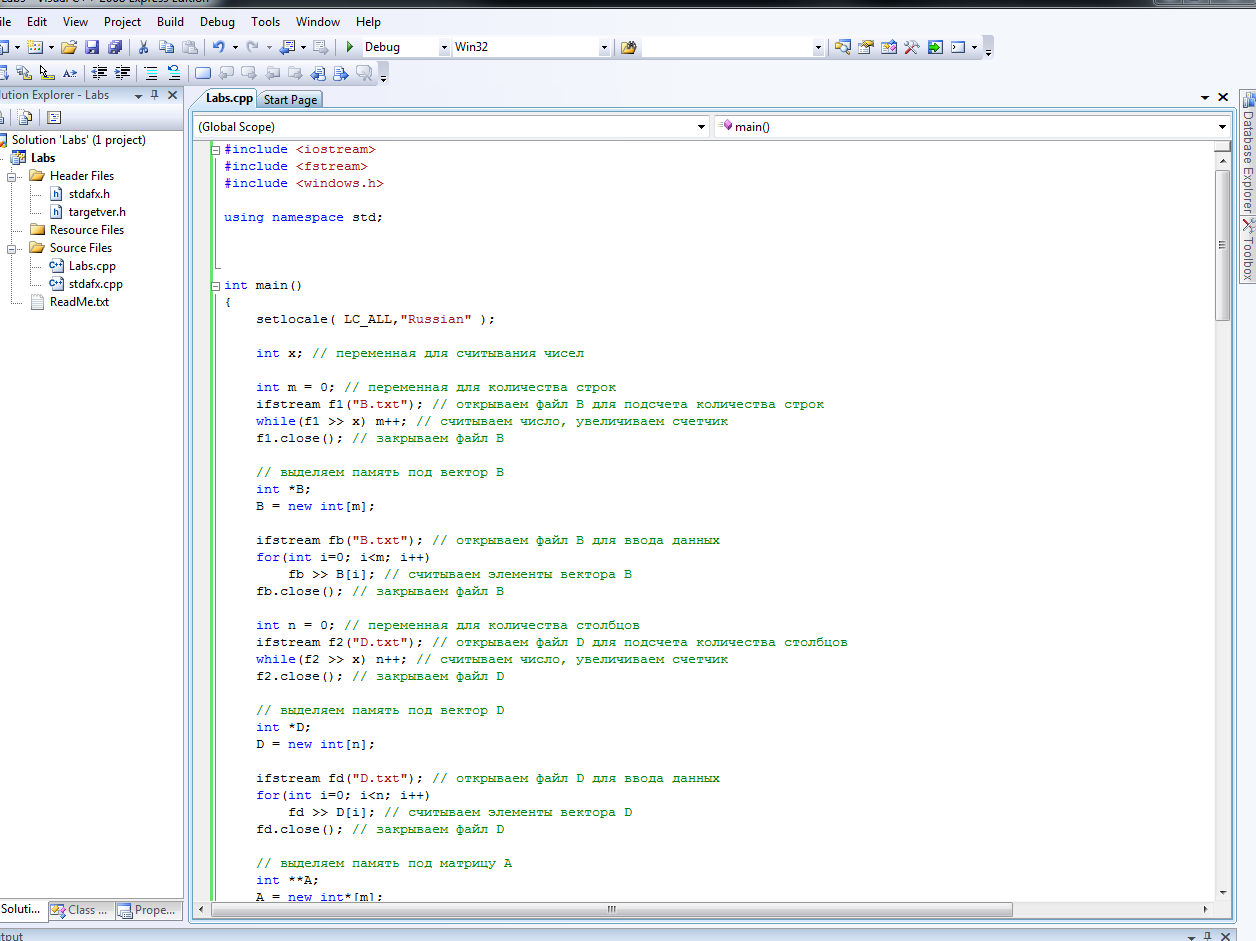 Labs - Visual C++ 2008 Express Edition
ile Edit View Project Build Debug Tools Window Help
Debug Win32
lution Explorer - Labs
Labs.cpp Start Page
(Global Scope) main()
Solution 'Labs' (1 project)
Labs
Header Files
stdafx.h
targetver.h
Resource Files
Source Files
Labs.cpp
stdafx.cpp
ReadMe.txt
#include <iostream>
#include <fstream>
#include <windows.h>
using namespace std;
int main()
{
setlocale( LC_ALL,"Russian" );
int x; // переменная для считывания чисел
int m = 0; // переменная для количества строк
ifstream f1("B.txt"); // открываем файл B для подсчета количества строк
while(f1 >> x) m++; // считываем число, увеличиваем счетчик
f1.close(); // закрываем файл B
// выделяем память под вектор B
int *B;
B = new int[m];
ifstream fb("B.txt"); // открываем файл B для ввода данных
for(int i=0; i<m; i++)
fb >> B[i]; // считываем элементы вектора B
fb.close(); // закрываем файл B
int n = 0; // переменная для количества столбцов
ifstream f2("D.txt"); // открываем файл D для подсчета количества столбцов
while(f2 >> x) n++; // считываем число, увеличиваем счетчик
f2.close(); // закрываем файл D
// выделяем память под вектор D
int *D;
D = new int[n];
ifstream fd("D.txt"); // открываем файл D для ввода данных
for(int i=0; i<n; i++)
fd >> D[i]; // считываем элементы вектора D
fd.close(); // закрываем файл D
// выделяем память под матрицу A
int **A;
A = new int*[m];
Database Explorer
Toolbox
Soluti... Class ... Prope...
tput